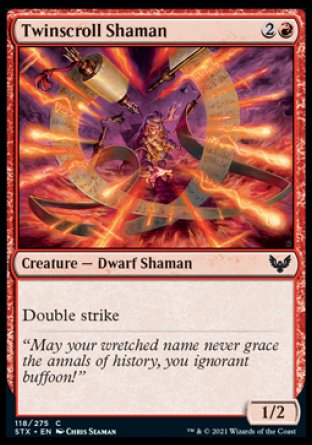 Twinscroll Shaman 2
Creature — Dwarf Shaman
Double strike
“May your wretched name never grace
the annals of history, you ignorant
buffoon!”
1/2
118/275 C
STX • EN Chris Seaman ™ & © 2021 Wizards of the Coast